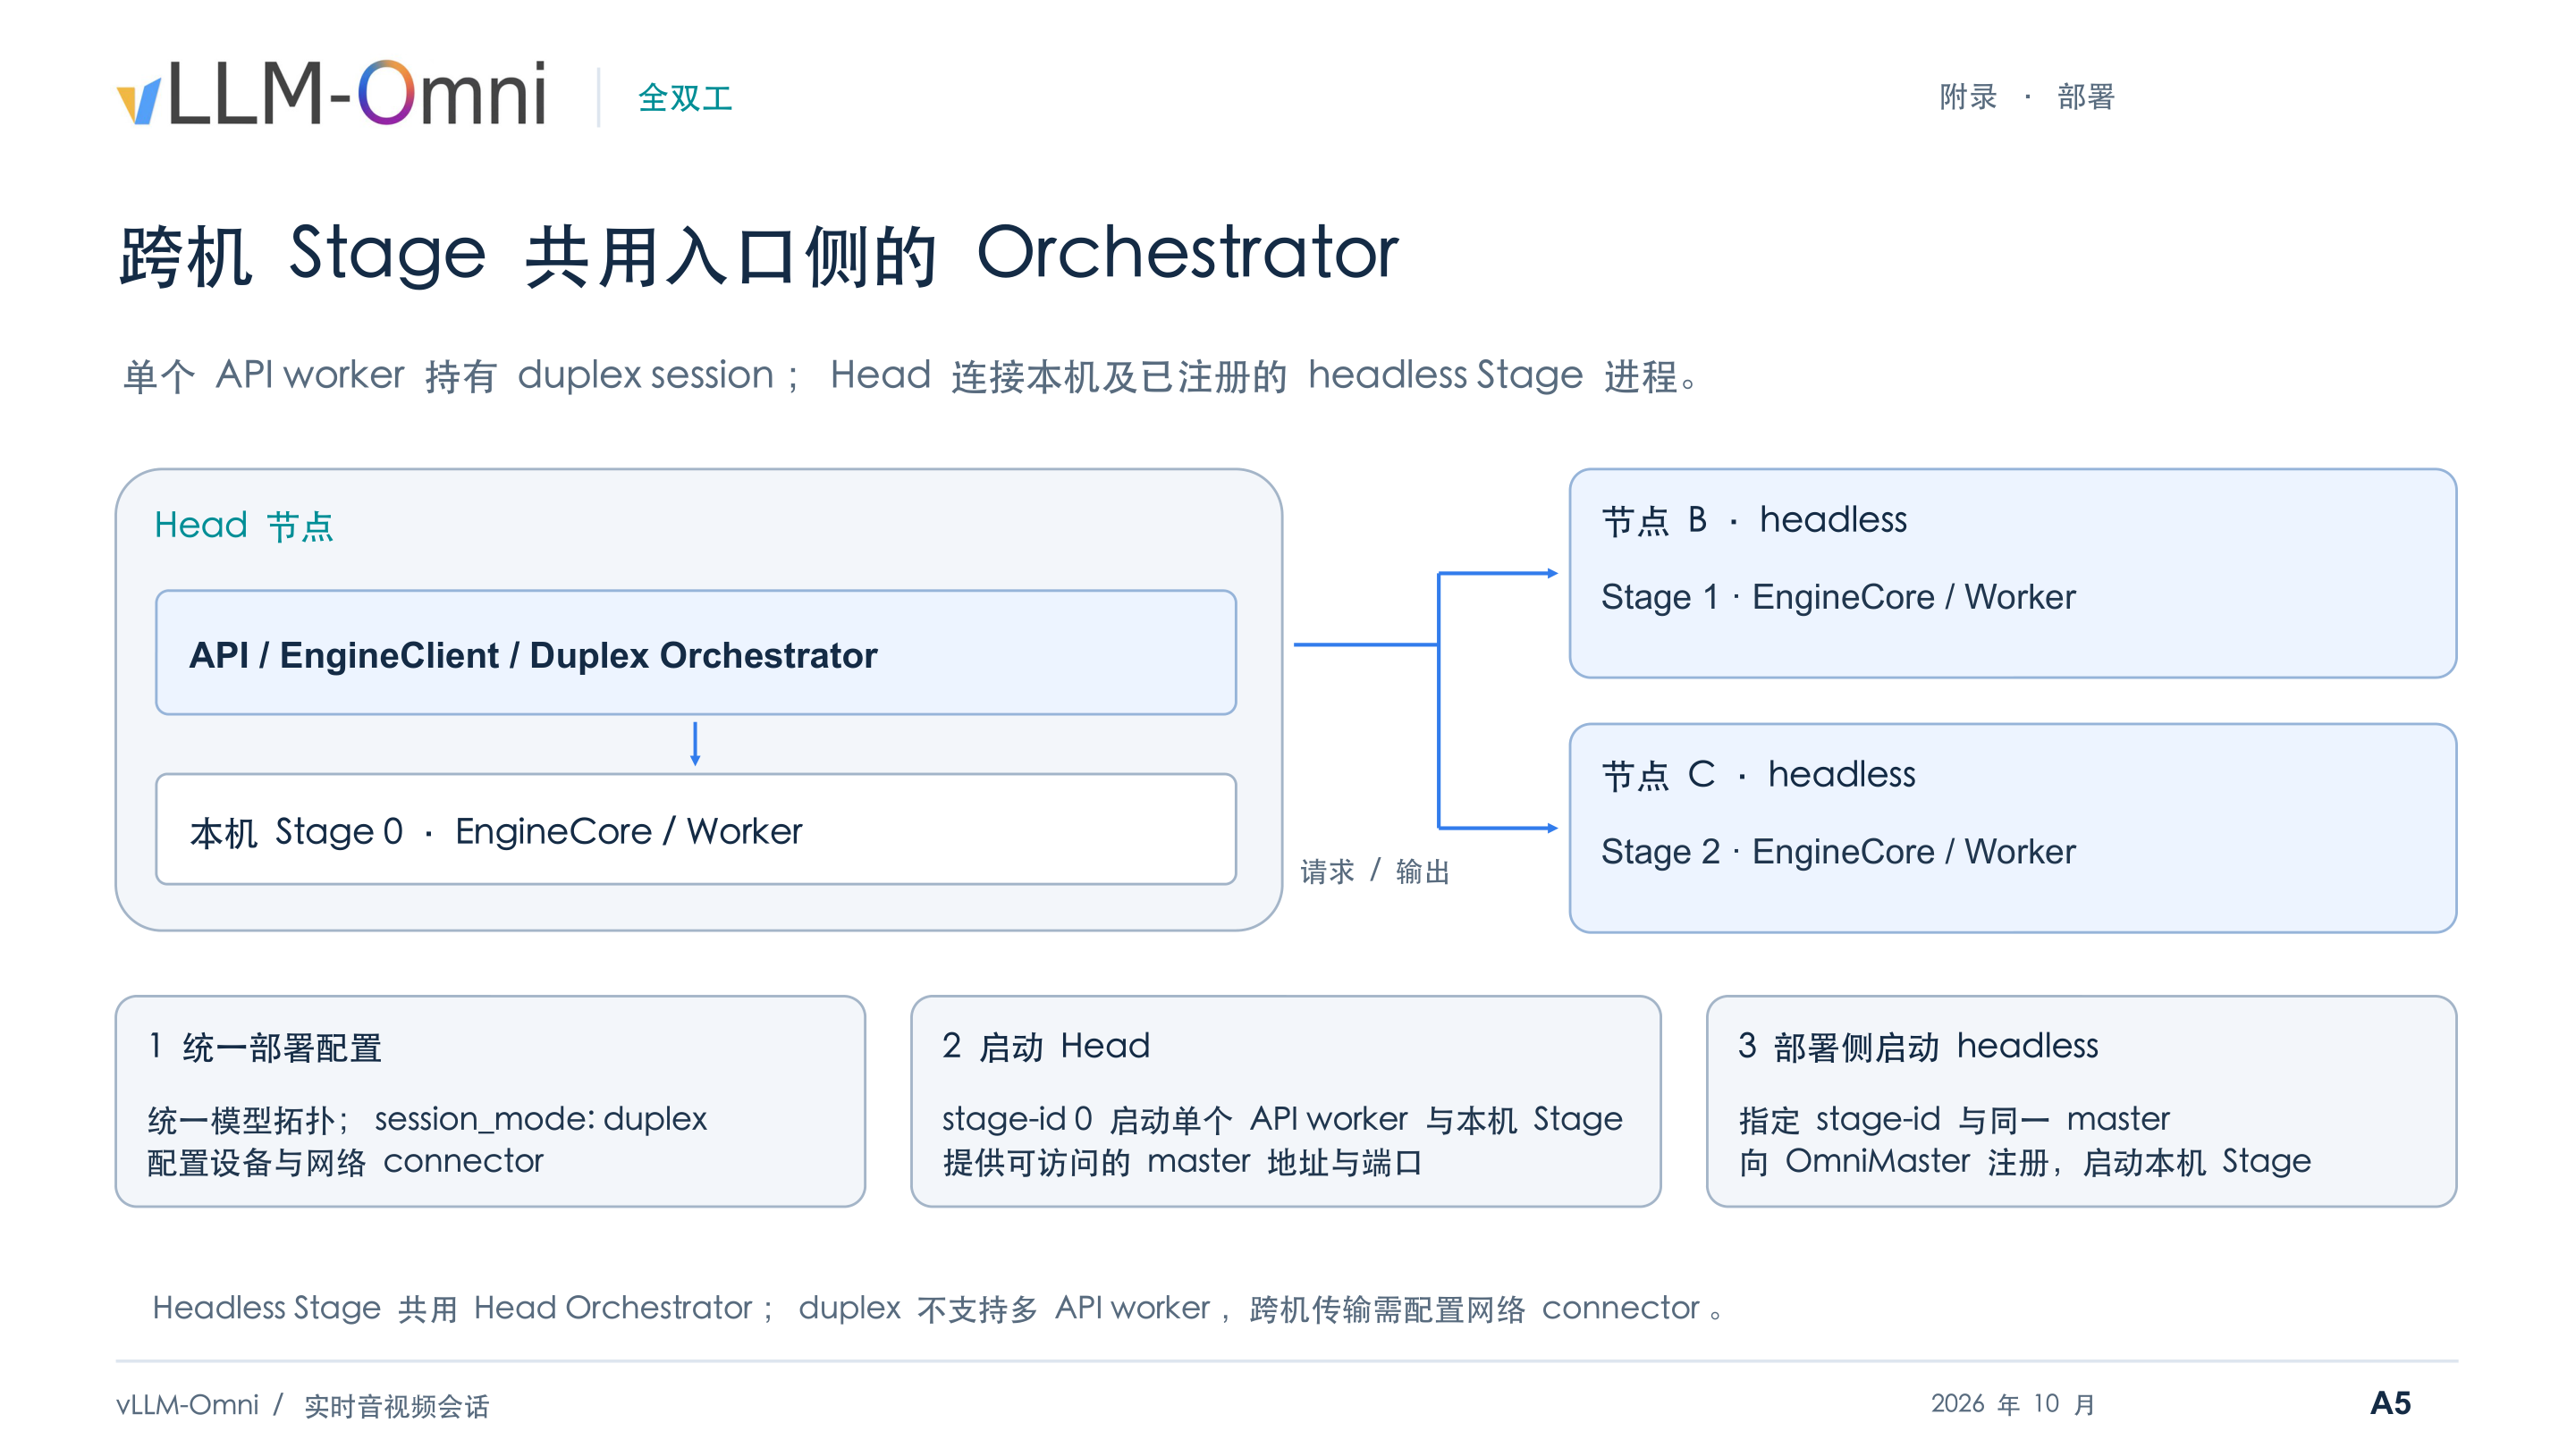 vLLM-Omni
全双工
附录 · 部署
跨机 Stage 共用入口侧的 Orchestrator
单个 API worker 持有 duplex session； Head 连接本机及已注册的 headless Stage 进程。
Head 节点
API / EngineClient / Duplex Orchestrator
本机 Stage 0 · EngineCore / Worker
请求 / 输出
节点 B · headless
Stage 1 · EngineCore / Worker
节点 C · headless
Stage 2 · EngineCore / Worker
1 统一部署配置
统一模型拓扑； session_mode: duplex
配置设备与网络 connector
2 启动 Head
stage-id 0 启动单个 API worker 与本机 Stage
提供可访问的 master 地址与端口
3 部署侧启动 headless
指定 stage-id 与同一 master
向 OmniMaster 注册，启动本机 Stage
Headless Stage 共用 Head Orchestrator； duplex 不支持多 API worker，跨机传输需配置网络 connector。
vLLM-Omni / 实时音视频会话
2026 年 10 月
A5